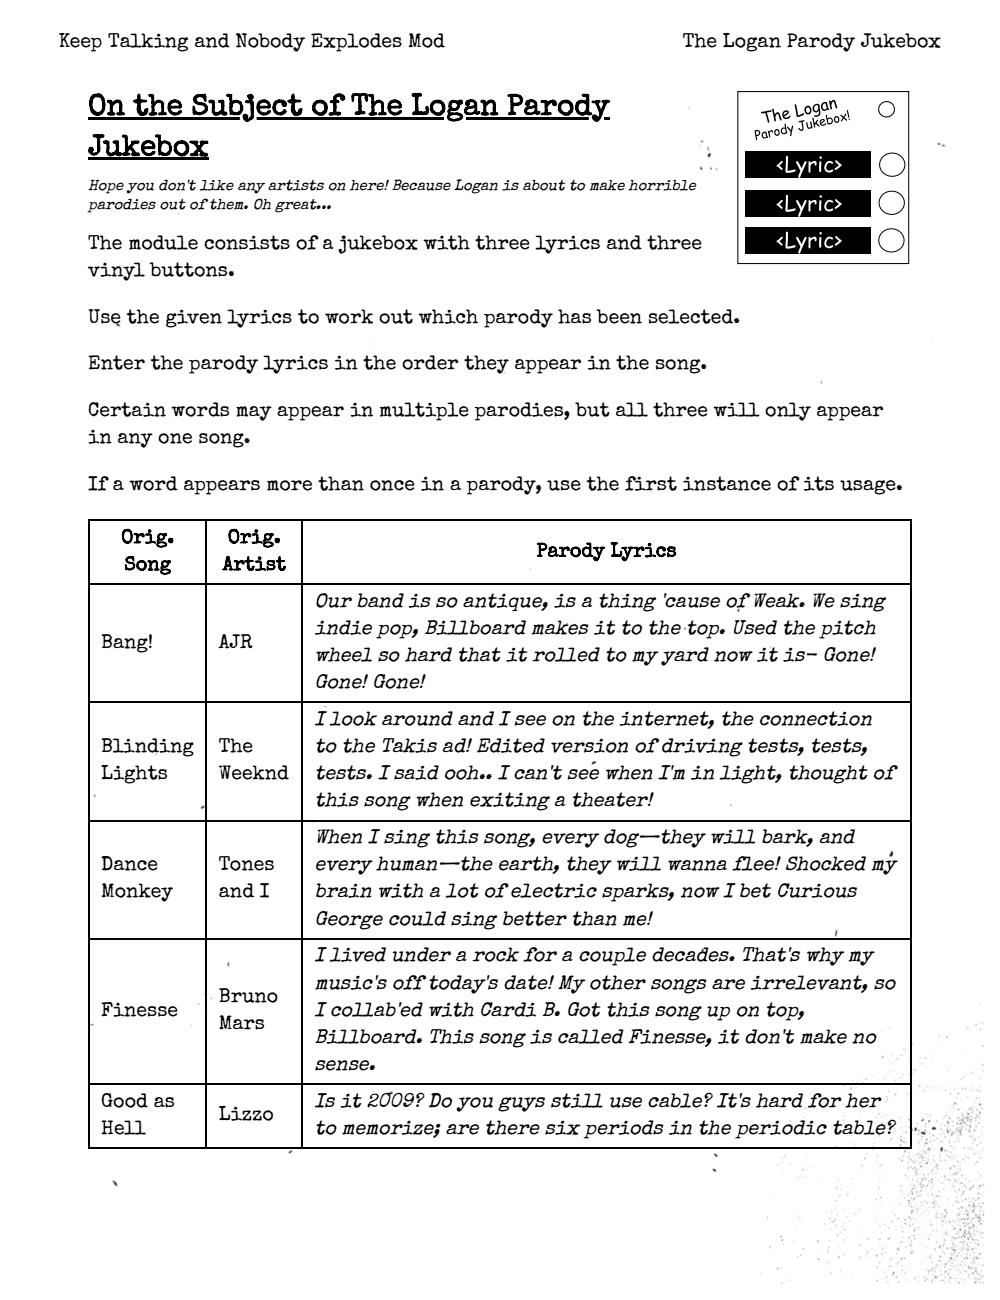 Keep Talking and Nobody Explodes Mod
The Logan Parody Jukebox
On the Subject of The Logan Parody
Jukebox
Hope you don't like any artists on here! Because Logan is about to make horrible
parodies out of them. Oh great...
The Logan
Parody Jukebox!
<Lyric>
<Lyric>
<Lyric>
The module consists of a jukebox with three lyrics and three
vinyl buttons.
Use the given lyrics to work out which parody has been selected.
Enter the parody lyrics in the order they appear in the song.
Certain words may appear in multiple parodies, but all three will only appear
in any one song.
If a word appears more than once in a parody, use the first instance of its usage.
Orig.
Song
Orig.
Artist
Parody Lyrics
Bang!
AJR
Our band is so antique, is a thing 'cause of Weak. We sing
indie pop, Billboard makes it to the top. Used the pitch
wheel so hard that it rolled to my yard now it is– Gone!
Gone! Gone!
Blinding
Lights
The
Weeknd
I look around and I see on the internet, the connection
to the Takis ad! Edited version of driving tests, tests,
tests. I said ooh.. I can't see when I'm in light, thought of
this song when exiting a theater!
Dance
Monkey
Tones
and I
When I sing this song, every dog—they will bark, and
every human—the earth, they will wanna flee! Shocked my
brain with a lot of electric sparks, now I bet Curious
George could sing better than me!
Finesse
Bruno
Mars
I lived under a rock for a couple decades. That's why my
music's off today's date! My other songs are irrelevant, so
I collab'ed with Cardi B. Got this song up on top,
Billboard. This song is called Finesse, it don't make no
sense.
Good as
Hell
Lizzo
Is it 2009? Do you guys still use cable? It's hard for her
to memorize; are there six periods in the periodic table?